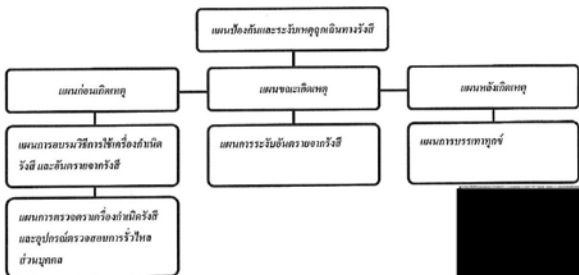 แผนป้องกันและระงับเหตุฉุกเฉินทางรังสี
แผนก่อนเกิดเหตุ
แผนขณะเกิดเหตุ
แผนหลังเกิดเหตุ
แผนการอบรมวิธีการใช้เครื่องกำเนิด
รังสี และอันตรายจากรังสี
แผนการระงับอันตรายจากรังสี
แผนการบรรเทาทุกข์
แผนการตรวจตราเครื่องกำเนิดรังสี
และอุปกรณ์ตรวจสอบการรั่วไหล
ส่วนบุคคล